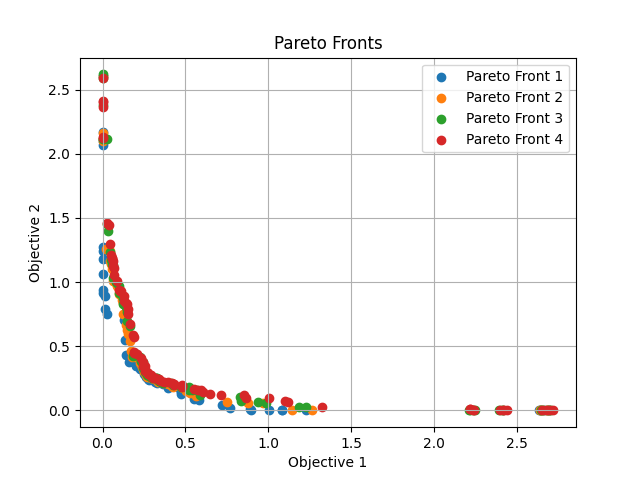 Pareto Fronts
Pareto Front 1
Pareto Front 2
Pareto Front 3
Pareto Front 4
Objective 2
2.5
2.0
1.5
1.0
0.5
0.0
0.0 0.5 1.0 1.5 2.0 2.5
Objective 1